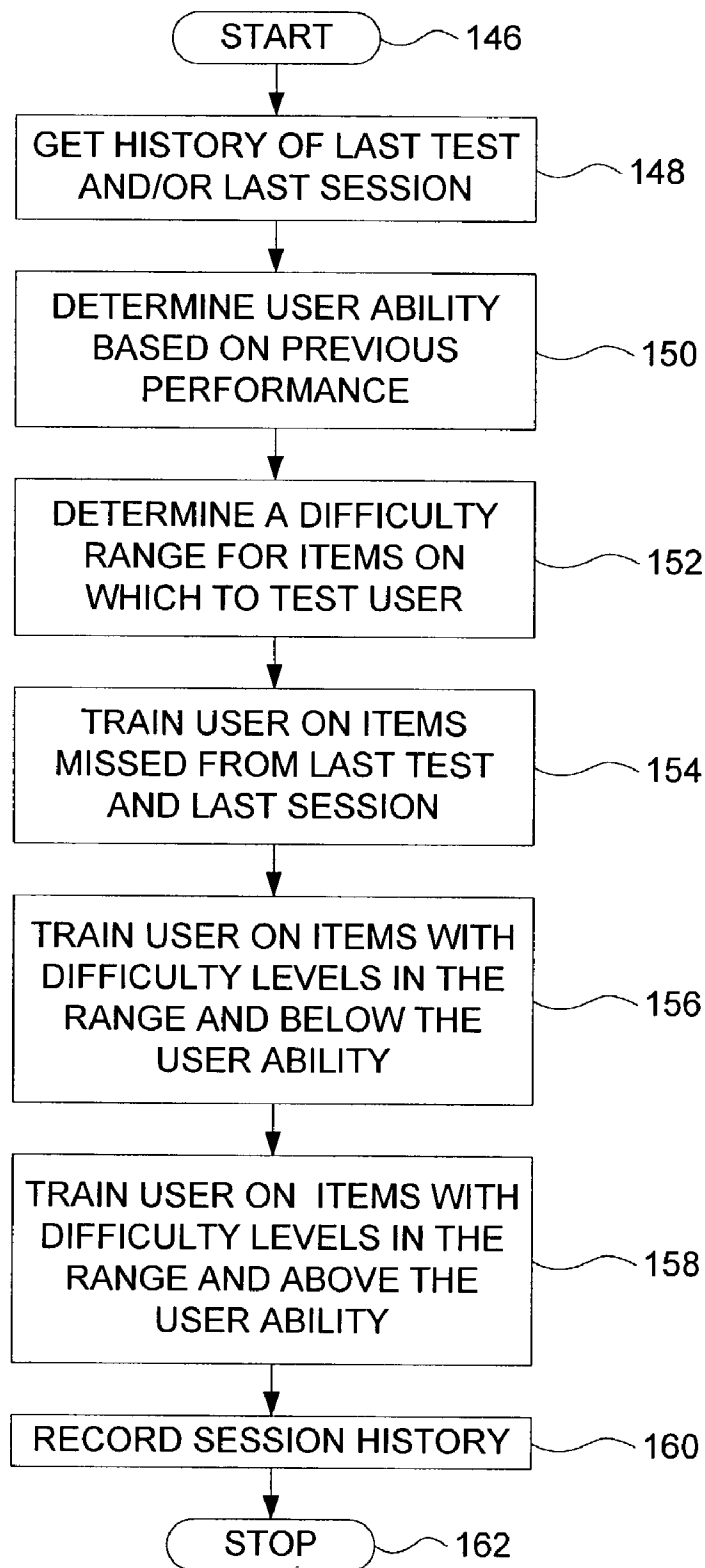 START
146
GET HISTORY OF LAST TEST
AND/OR LAST SESSION
148
DETERMINE USER ABILITY
BASED ON PREVIOUS
PERFORMANCE
150
DETERMINE A DIFFICULTY
RANGE FOR ITEMS ON
WHICH TO TEST USER
152
TRAIN USER ON ITEMS
MISSED FROM LAST TEST
AND LAST SESSION
154
TRAIN USER ON ITEMS WITH
DIFFICULTY LEVELS IN THE
RANGE AND BELOW THE
USER ABILITY
156
TRAIN USER ON ITEMS WITH
DIFFICULTY LEVELS IN THE
RANGE AND ABOVE THE
USER ABILITY
158
RECORD SESSION HISTORY
160
STOP
162